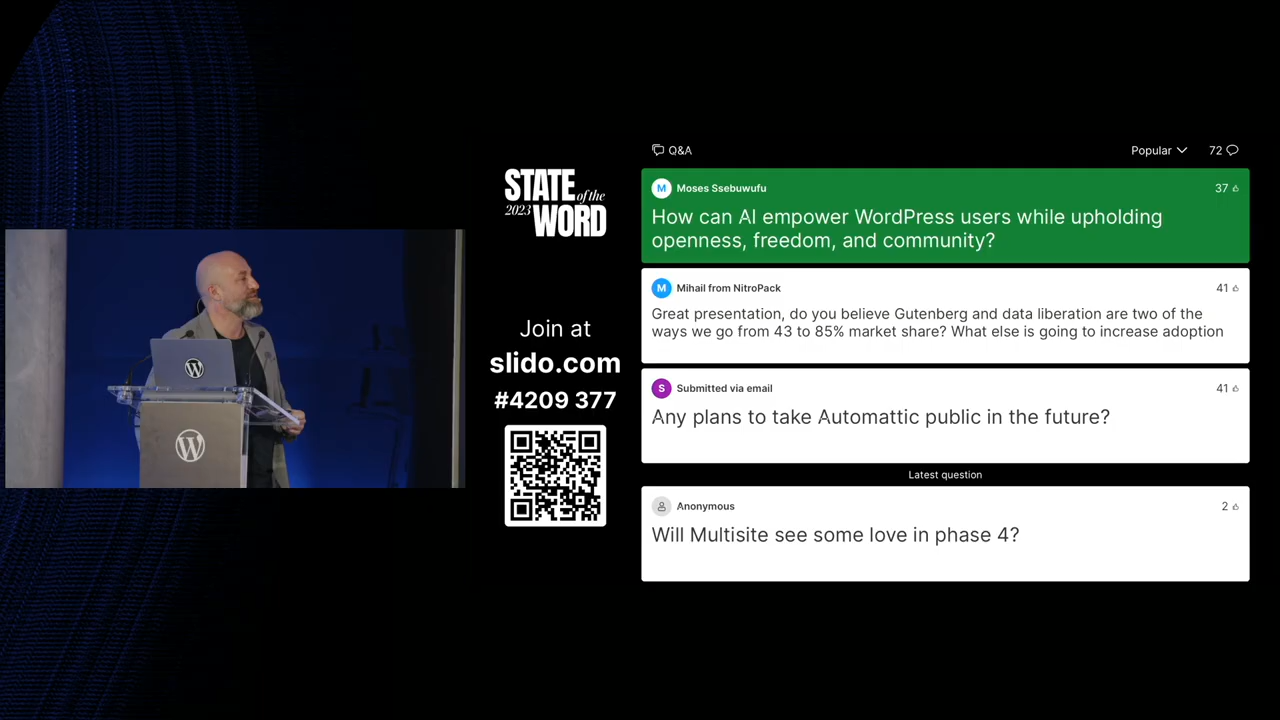 STATE of the
2023 WORD
Join at
slido.com
#4209 377
Q&A
Popular
72
M Moses Ssebuwufu
37
How can AI empower WordPress users while upholding
openness, freedom, and community?
M Mihail from NitroPack
41
Great presentation, do you believe Gutenberg and data liberation are two of the
ways we go from 43 to 85% market share? What else is going to increase adoption
S Submitted via email
41
Any plans to take Automattic public in the future?
Latest question
Anonymous
2
Will Multisite see some love in phase 4?